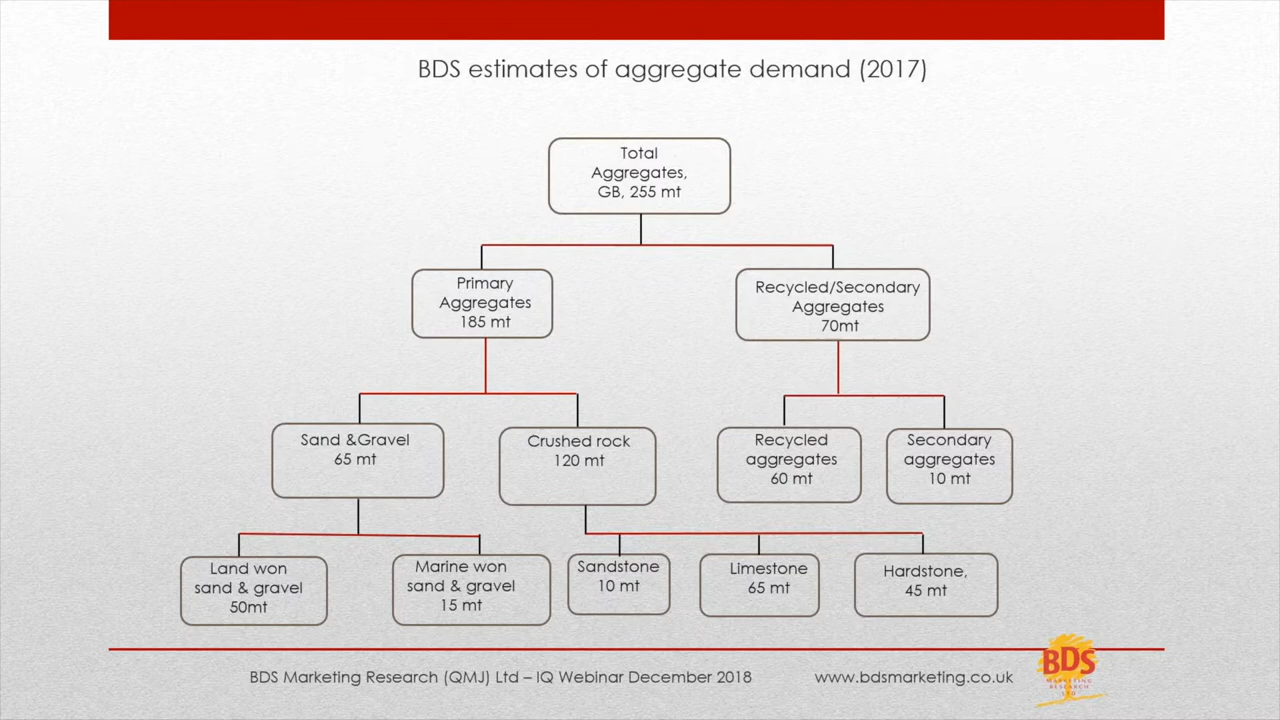 BDS estimates of aggregate demand (2017)
Total
Aggregates,
GB, 255 mt
Primary
Aggregates
185 mt
Recycled/Secondary
Aggregates
70mt
Sand &Gravel
65 mt
Crushed rock
120 mt
Recycled
aggregates
60 mt
Secondary
aggregates
10 mt
Land won
sand & gravel
50mt
Marine won
sand & gravel
15 mt
Sandstone
10 mt
Limestone
65 mt
Hardstone,
45 mt
BDS Marketing Research (QMJ) Ltd – IQ Webinar December 2018
www.bdsmarketing.co.uk
BDS
MARKETING
RESEARCH
LTD